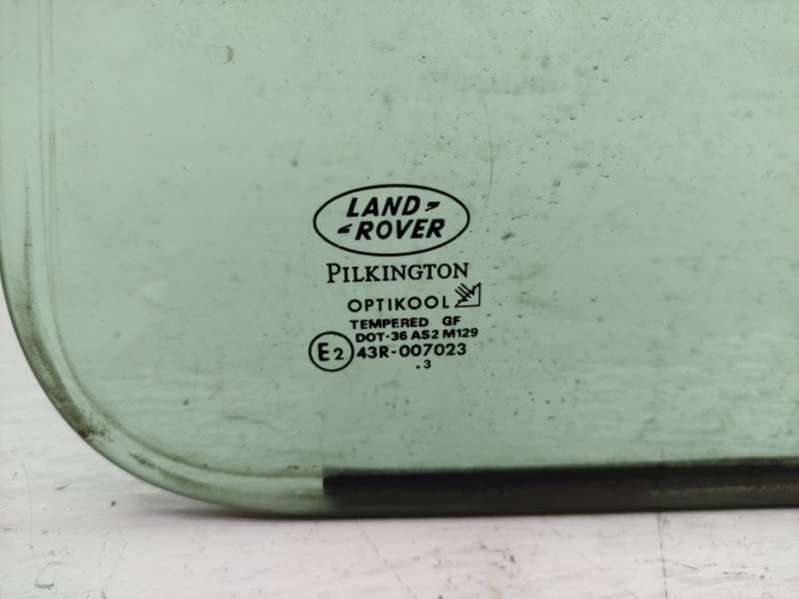 LAND
ROVER
PILKINGTON
OPTIKOOL
TEMPERED GF
DOT-36 AS2 M129
E2 43R-007023
.3